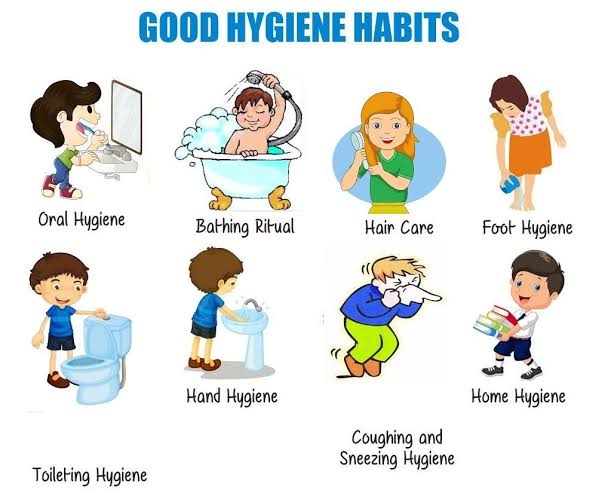 GOOD HYGIENE HABITS
Oral Hygiene
Bathing Ritual
Hair Care
Foot Hygiene
Hand Hygiene
Home Hygiene
Coughing and
Sneezing Hygiene
Toileting Hygiene